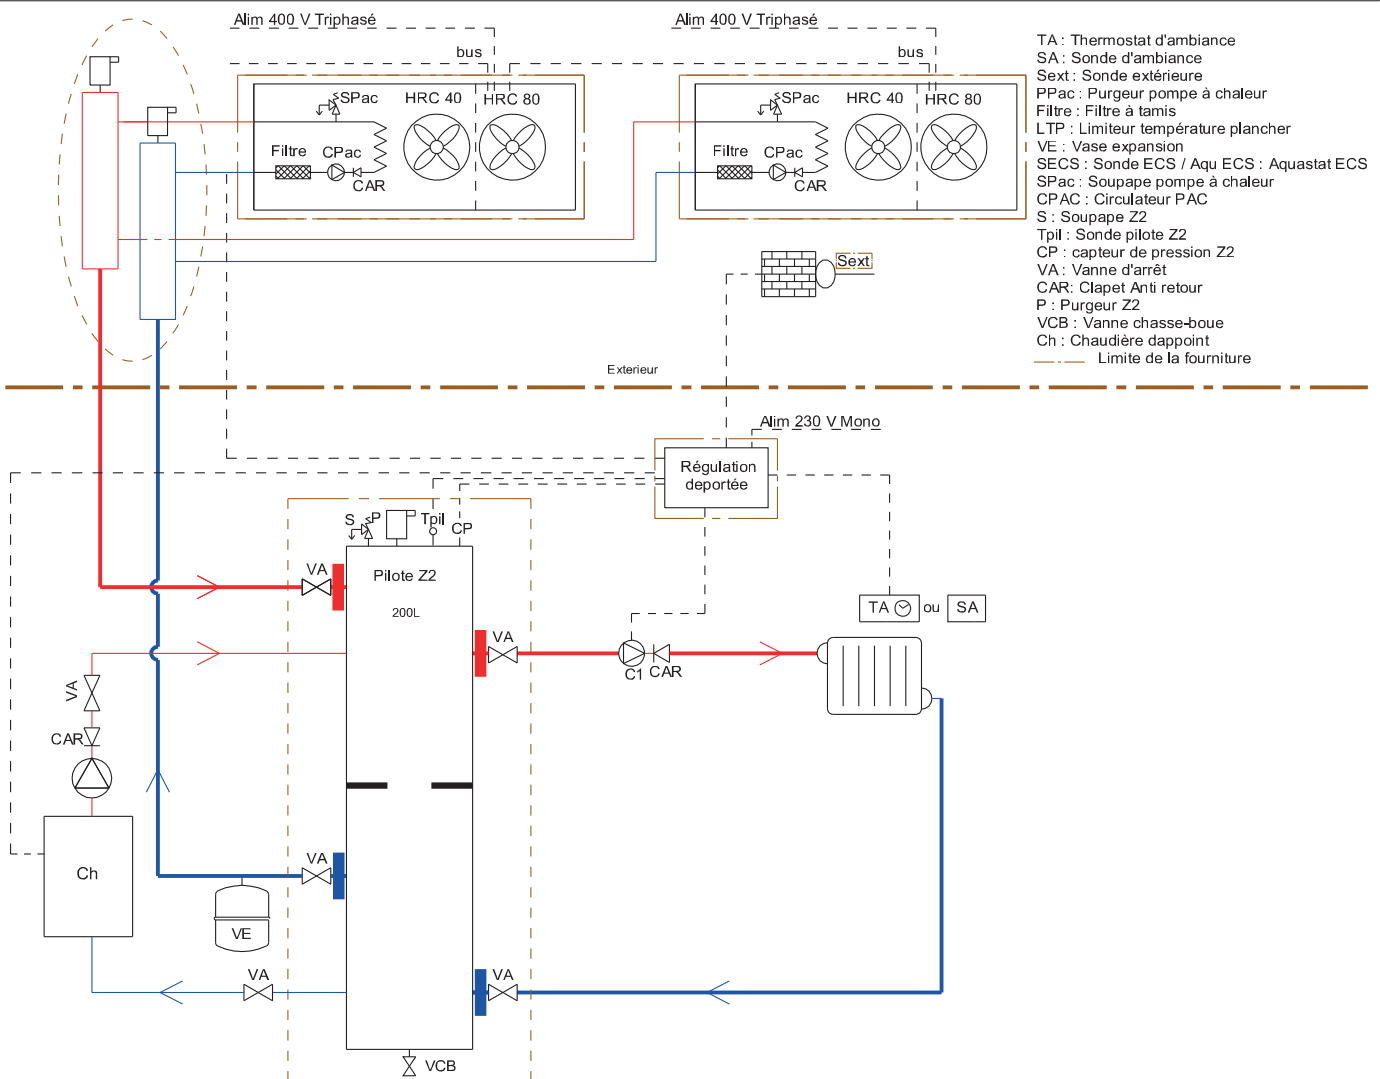 Alim 400 V Triphasé
Alim 400 V Triphasé
bus
bus
SPac
HRC 40
HRC 80
Filtre
CPac
CAR
SPac
HRC 40
HRC 80
Filtre
CPac
CAR
TA : Thermostat d'ambiance
SA : Sonde d'ambiance
Sext : Sonde extérieure
PPac : Purgeur pompe à chaleur
Filtre : Filtre à tamis
LTP : Limiteur température plancher
VE : Vase expansion
SECS : Sonde ECS / Aqu ECS : Aquastat ECS
SPac : Soupape pompe à chaleur
CPAC : Circulateur PAC
S : Soupape Z2
Tpil : Sonde pilote Z2
CP : capteur de pression Z2
VA : Vanne d'arrêt
CAR: Clapet Anti retour
P : Purgeur Z2
VCB : Vanne chasse-boue
Ch : Chaudière dappoint
Limite de la fourniture
Sext
Exterieur
Alim 230 V Mono
Régulation
deportée
S
P
Tpil
CP
VA
Pilote Z2
200L
TA
ou
SA
VA
C1
CAR
VA
CAR
Ch
VA
VE
VA
VA
VCB